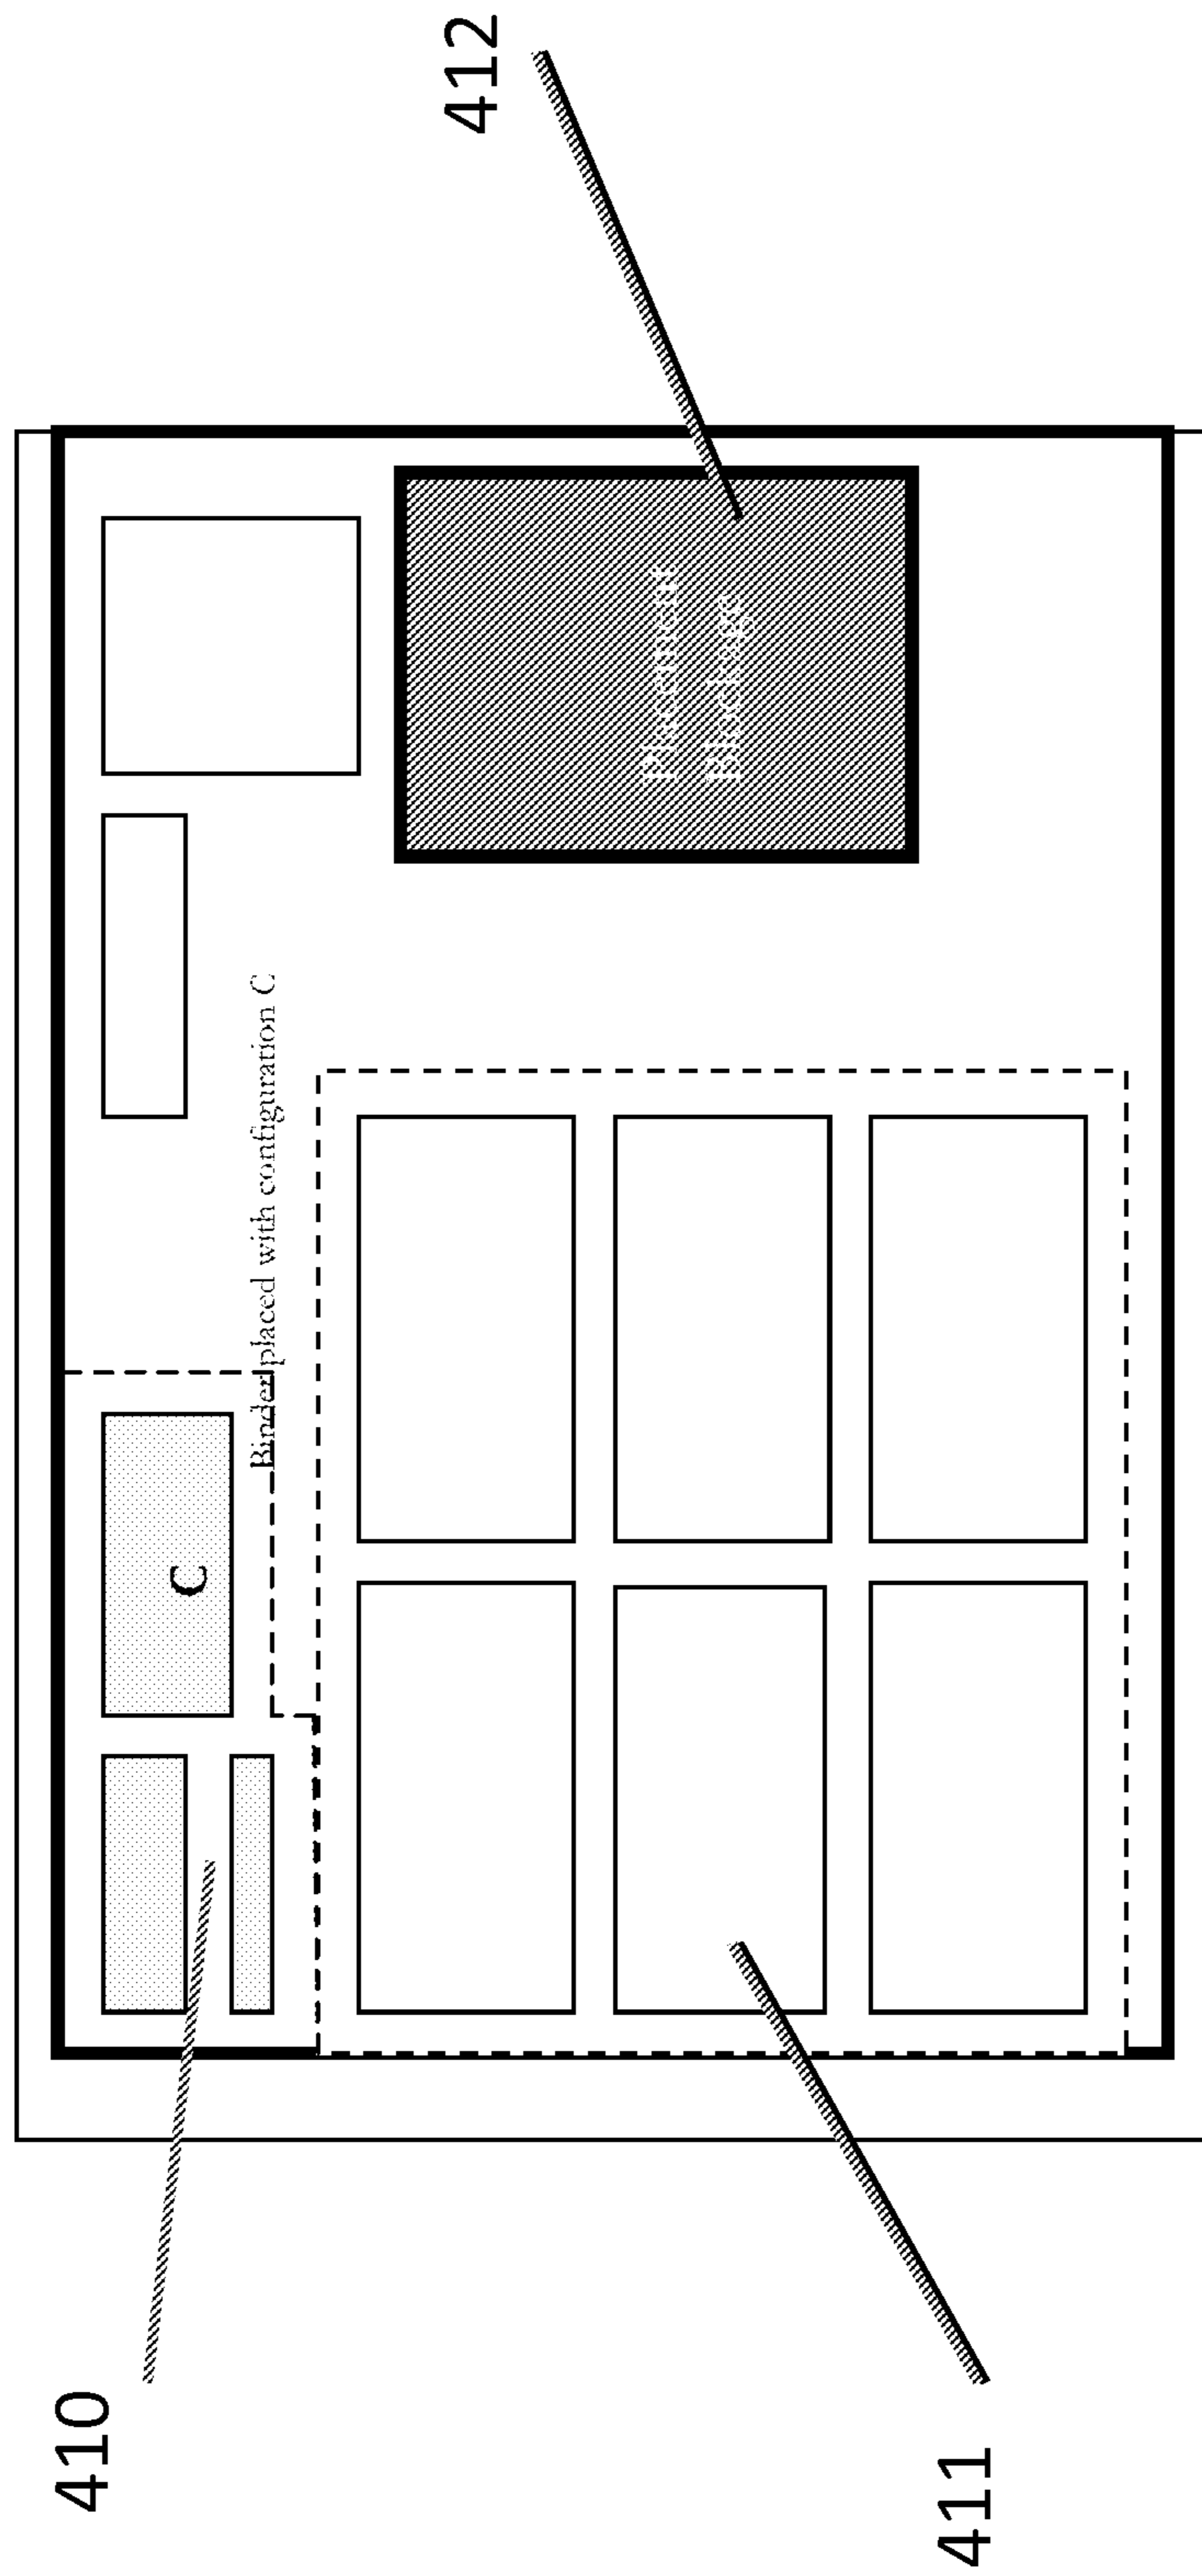 410
C
Binder placed with configuration C
Placement
Blockage
411
412